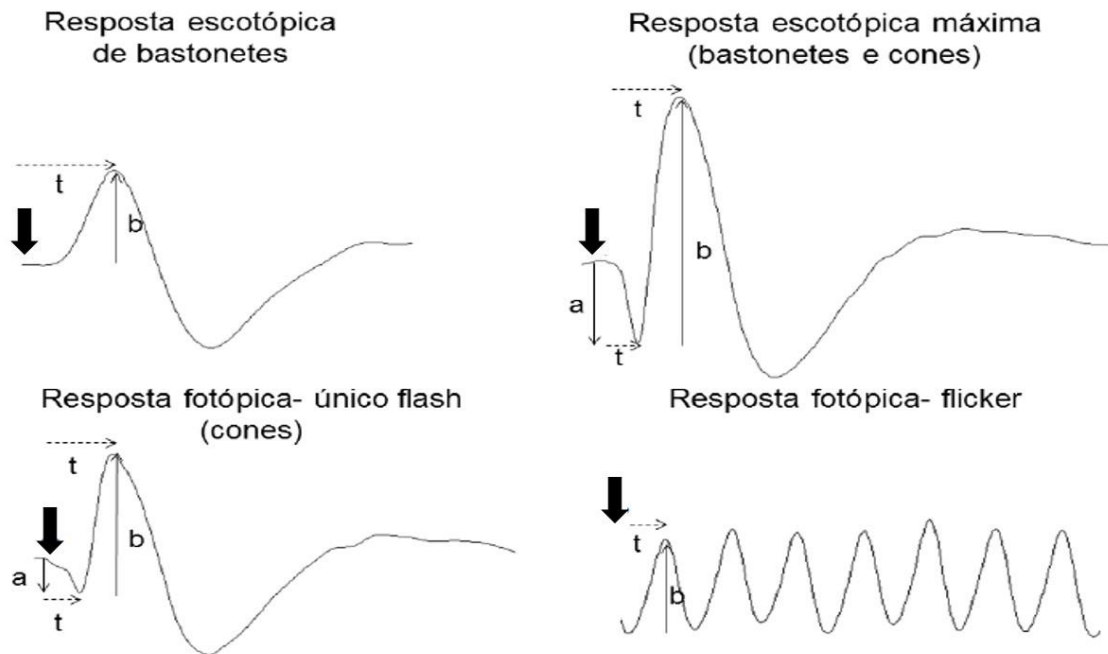 Resposta escotópica
de bastonetes
t
b
Resposta escotópica máxima
(bastonetes e cones)
t
b
a
t
Resposta fotópica- único flash
(cones)
t
b
a
t
Resposta fotópica- flicker
t
b